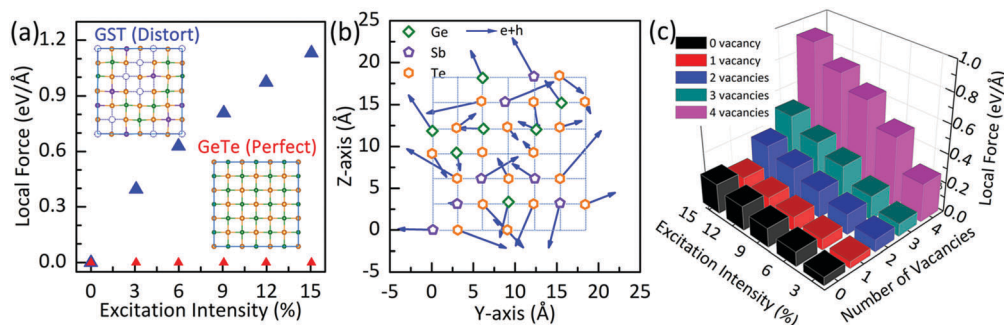 (a)
GST (Distort)
GeTe (Perfect)
Local Force (eV/Å)
1.2
0.9
0.6
0.3
0.0
0 3 6 9 12 15
Excitation Intensity (%)
(b)
Ge
Sb
Te
e+h
Z-axis (Å)
25
20
15
10
5
0
-5
-5 0 5 10 15 20 25
Y-axis (Å)
(c)
0 vacancy
1 vacancy
2 vacancies
3 vacancies
4 vacancies
Local Force (eV/Å)
1.0
0.8
0.6
0.4
0.2
0.0
15
12
9
6
3
Excitation Intensity (%)
0
1
2
3
4
Number of Vacancies